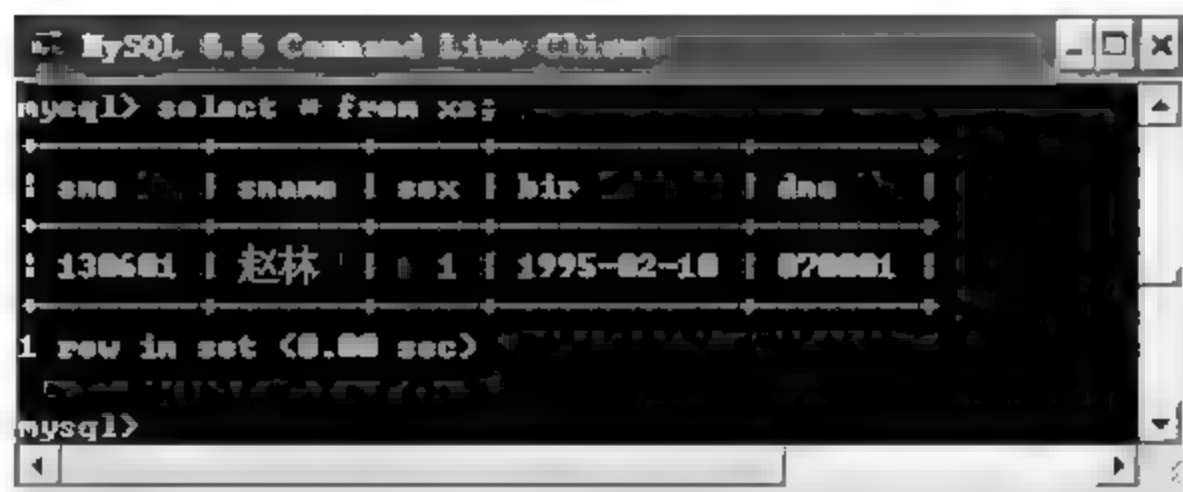 MySQL 5.5 Command Line Client
mysql> select * from xs;
+--------+-------+-----+------------+--------+
| sno | sname | sex | bir | dno |
+--------+-------+-----+------------+--------+
| 130601 | 赵林 | 1 | 1995-02-10 | 070001 |
+--------+-------+-----+------------+--------+
1 row in set (0.00 sec)
mysql>